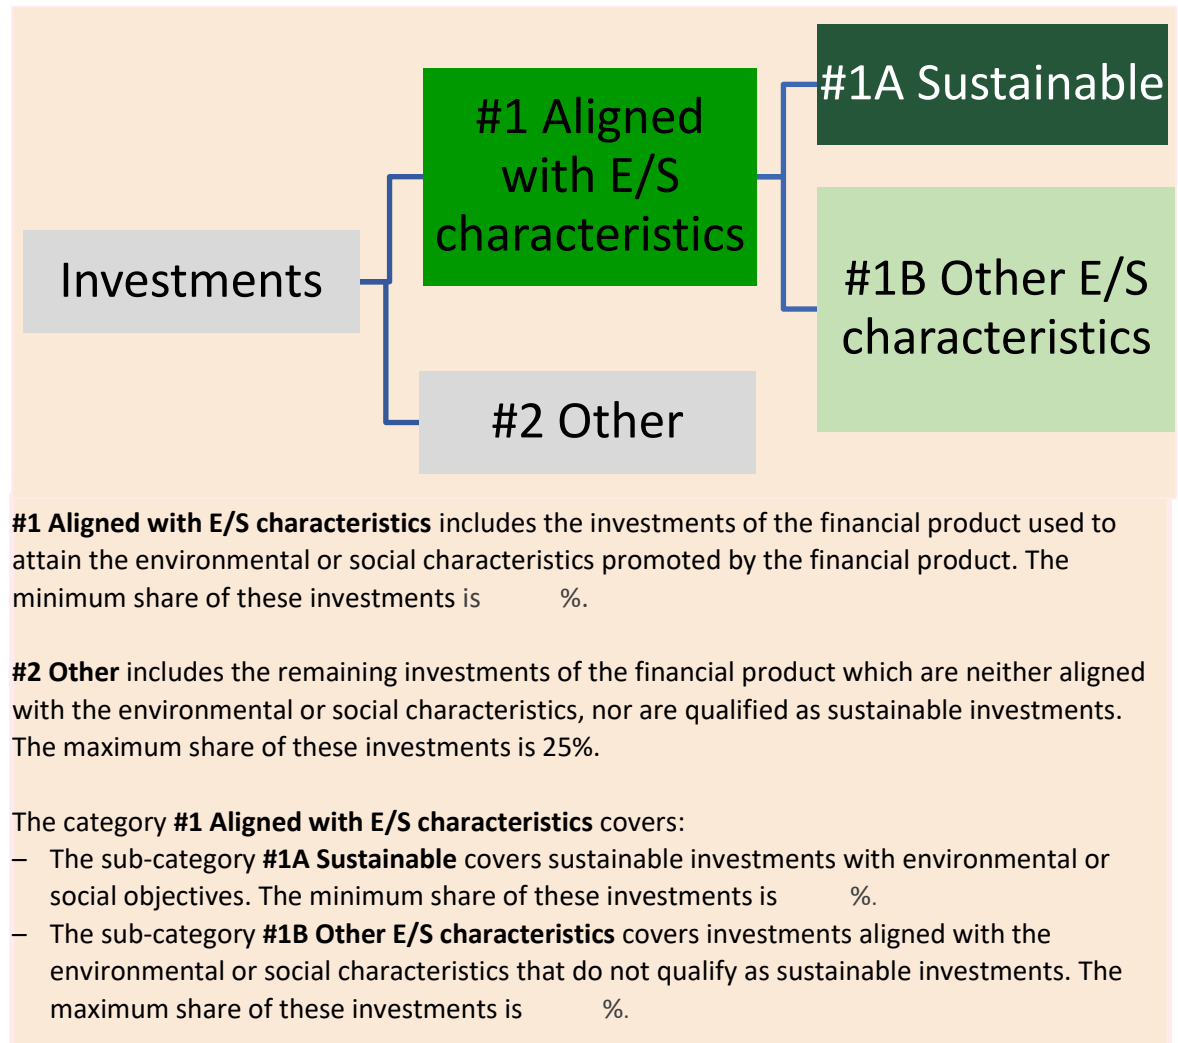 #1A Sustainable
#1 Aligned
with E/S
characteristics
Investments
#1B Other E/S
characteristics
#2 Other
#1 Aligned with E/S characteristics includes the investments of the financial product used to
attain the environmental or social characteristics promoted by the financial product. The
minimum share of these investments is %.
#2 Other includes the remaining investments of the financial product which are neither aligned
with the environmental or social characteristics, nor are qualified as sustainable investments.
The maximum share of these investments is 25%.
The category #1 Aligned with E/S characteristics covers:
– The sub-category #1A Sustainable covers sustainable investments with environmental or
social objectives. The minimum share of these investments is %.
– The sub-category #1B Other E/S characteristics covers investments aligned with the
environmental or social characteristics that do not qualify as sustainable investments. The
maximum share of these investments is %.